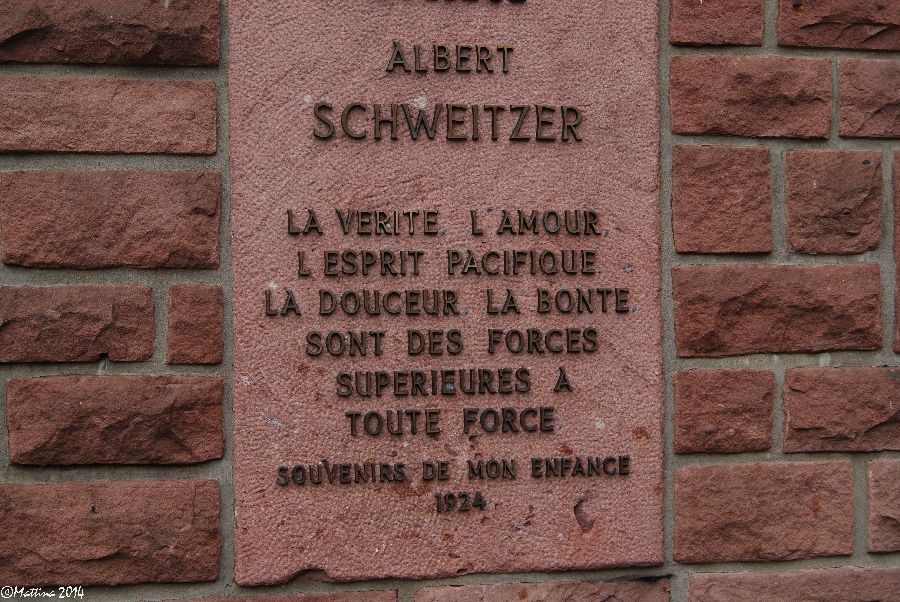 ALBERT
SCHWEITZER
LA VERITE, L'AMOUR,
L'ESPRIT PACIFIQUE
LA DOUCEUR, LA BONTE,
SONT DES FORCES
SUPERIEURES A
TOUTE FORCE.
SOUVENIRS DE MON ENFANCE
1924
©Mattina 2014